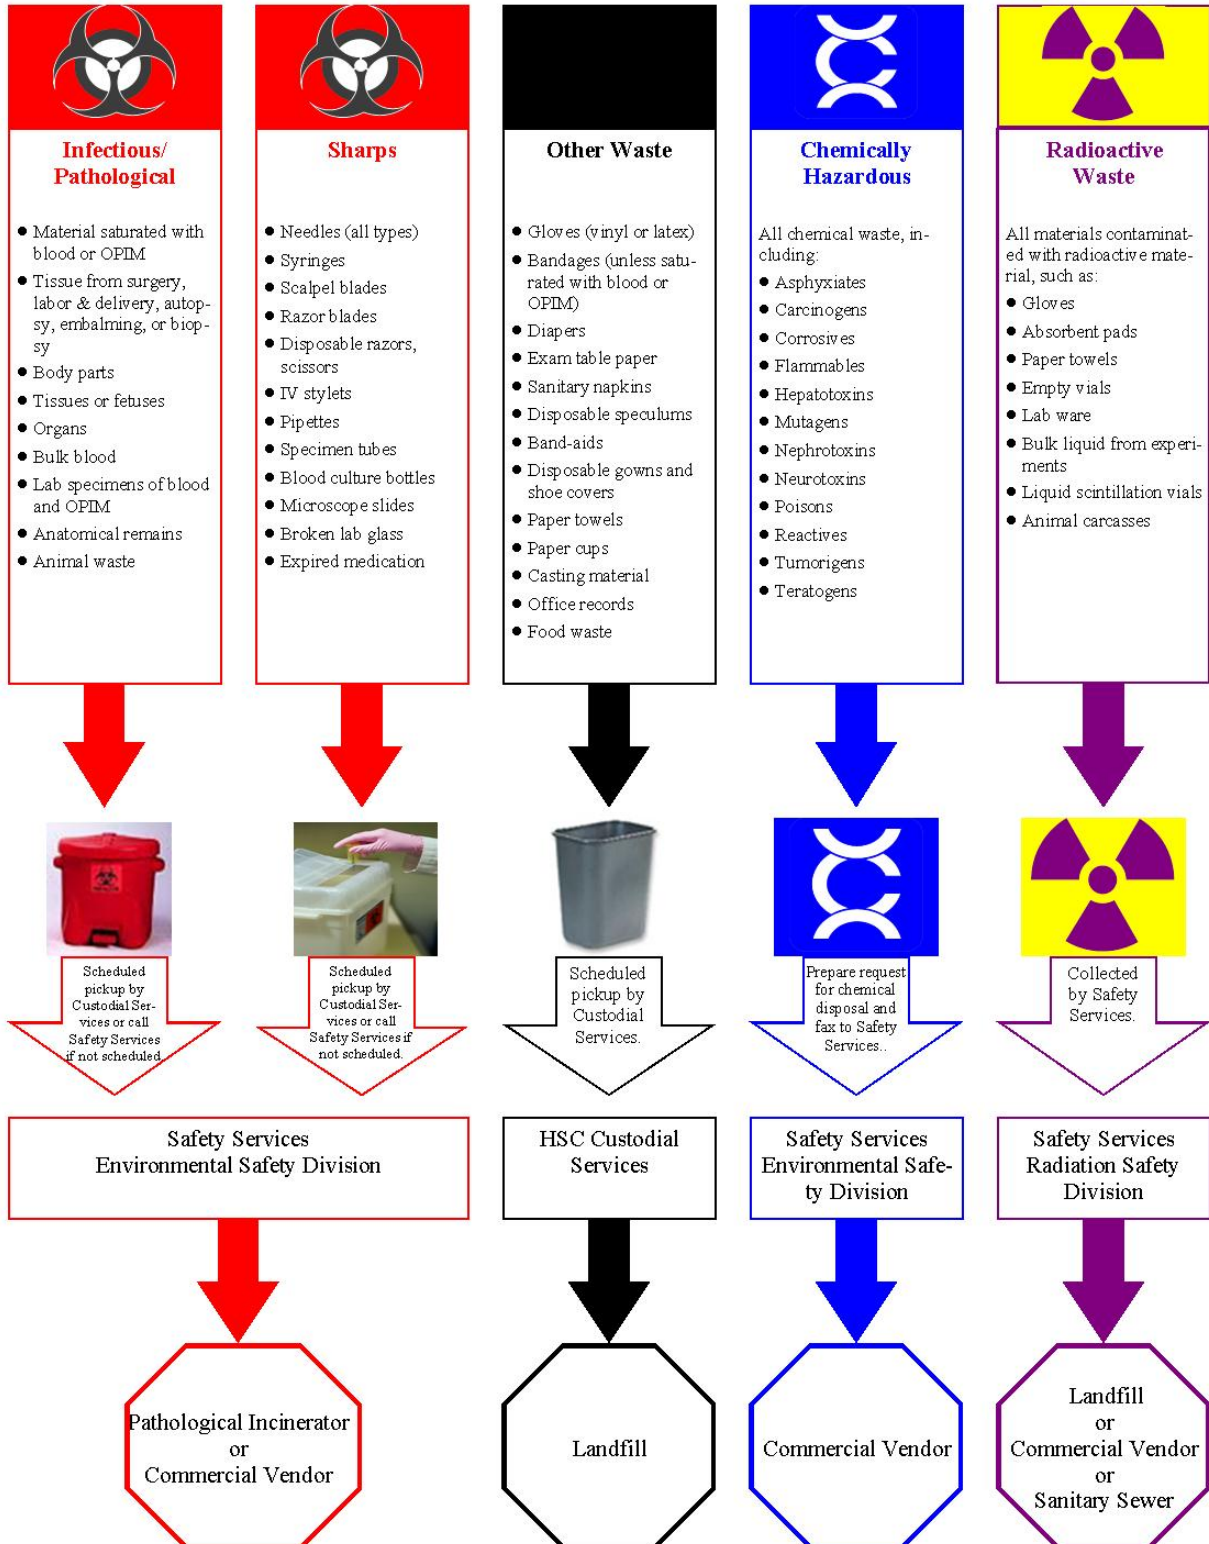 Infectious/
Pathological
● Material saturated with
blood or OPIM
● Tissue from surgery,
labor & delivery, autop-
sy, embalming, or biop-
sy
● Body parts
● Tissues or fetuses
● Organs
● Bulk blood
● Lab specimens of blood
and OPIM
● Anatomical remains
● Animal waste
Sharps
● Needles (all types)
● Syringes
● Scalpel blades
● Razor blades
● Disposable razors,
scissors
● IV stylets
● Pipettes
● Specimen tubes
● Blood culture bottles
● Microscope slides
● Broken lab glass
● Expired medication
Other Waste
● Gloves (vinyl or latex)
● Bandages (unless satu-
rated with blood or
OPIM)
● Diapers
● Exam table paper
● Sanitary napkins
● Disposable speculums
● Band-aids
● Disposable gowns and
shoe covers
● Paper towels
● Paper cups
● Casting material
● Office records
● Food waste
Chemically
Hazardous
All chemical waste, in-
cluding:
● Asphyxiates
● Carcinogens
● Corrosives
● Flammables
● Hepatotoxins
● Mutagens
● Nephrotoxins
● Neurotoxins
● Poisons
● Reactives
● Tumorigens
● Teratogens
Radioactive
Waste
All materials contaminat-
ed with radioactive mate-
rial, such as:
● Gloves
● Absorbent pads
● Paper towels
● Empty vials
● Lab ware
● Bulk liquid from experi-
ments
● Liquid scintillation vials
● Animal carcasses
Scheduled
pickup by
Custodial Ser-
vices or call
Safety Services
if not scheduled.
Scheduled
pickup by
Custodial Ser-
vices or call
Safety Services if
not scheduled.
Scheduled
pickup by
Custodial
Services.
Prepare request
for chemical
disposal and
fax to Safety
Services..
Collected
by Safety
Services.
Safety Services
Environmental Safety Division
HSC Custodial
Services
Safety Services
Environmental Safe-
ty Division
Safety Services
Radiation Safety
Division
Pathological Incinerator
or
Commercial Vendor
Landfill
Commercial Vendor
Landfill
or
Commercial Vendor
or
Sanitary Sewer